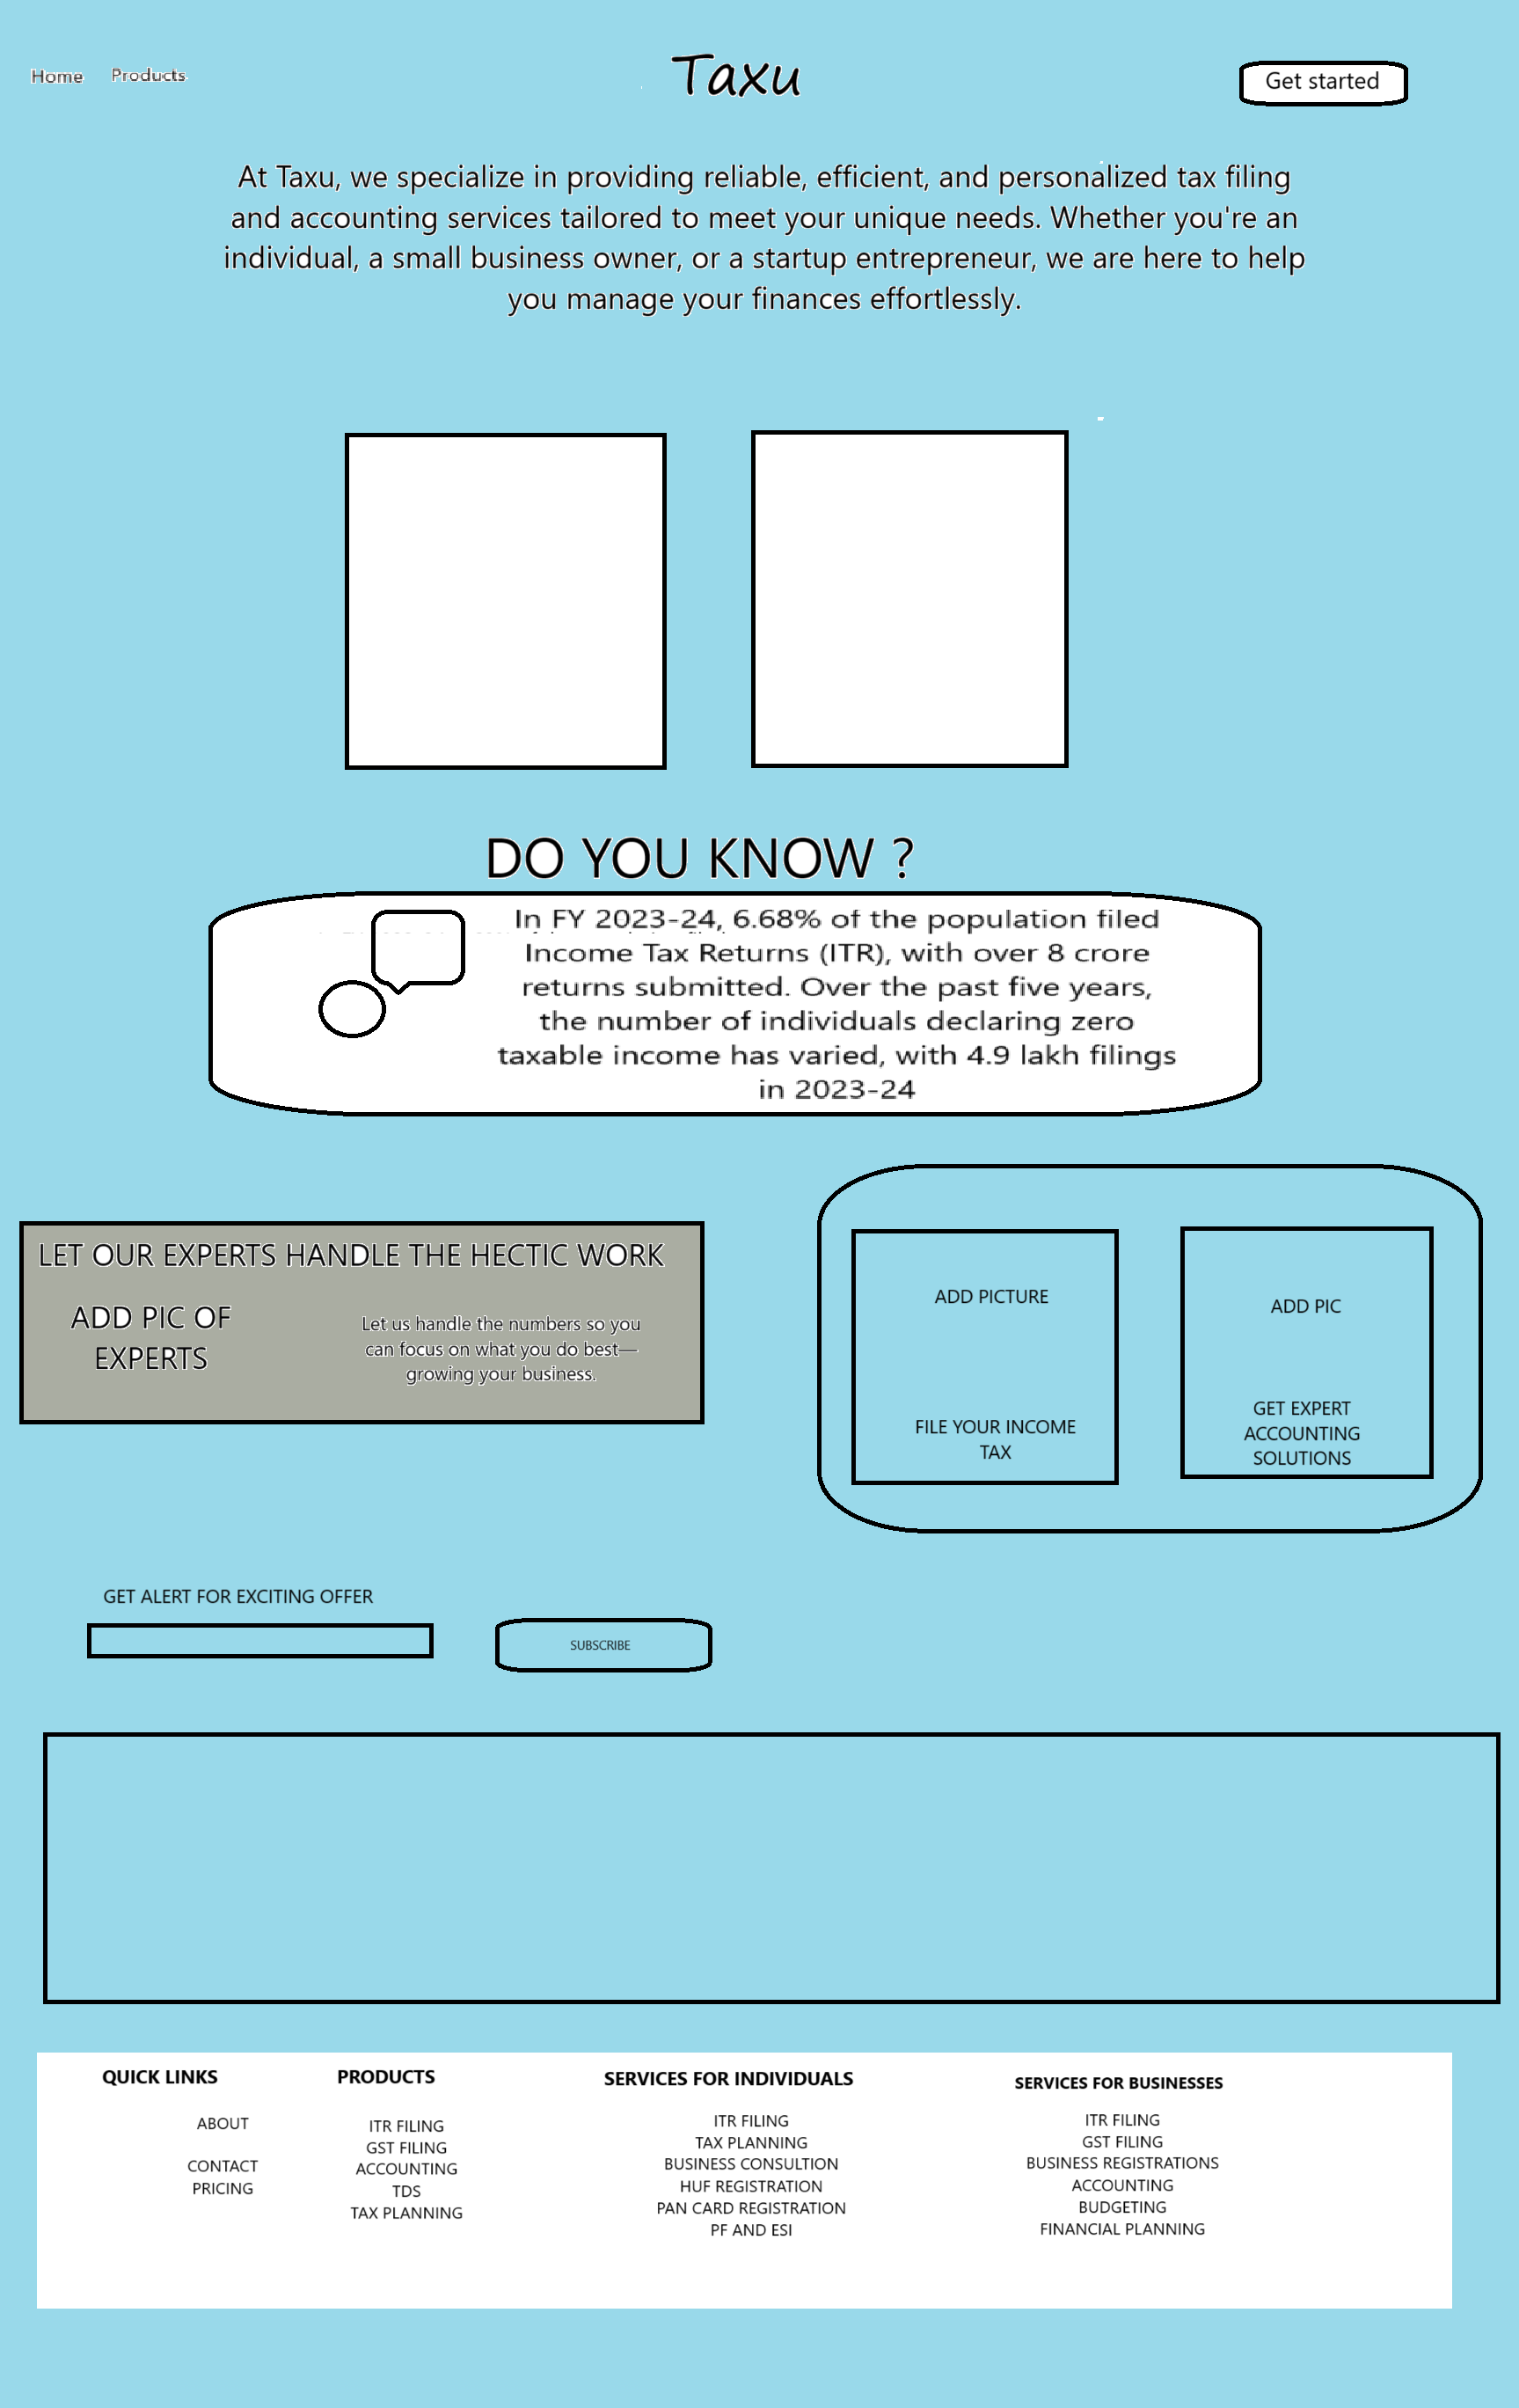 Home
Products
Taxu
Get started
At Taxu, we specialize in providing reliable, efficient, and personalized tax filing
and accounting services tailored to meet your unique needs. Whether you're an
individual, a small business owner, or a startup entrepreneur, we are here to help
you manage your finances effortlessly.
DO YOU KNOW ?
In FY 2023-24, 6.68% of the population filed
Income Tax Returns (ITR), with over 8 crore
returns submitted. Over the past five years,
the number of individuals declaring zero
taxable income has varied, with 4.9 lakh filings
in 2023-24
LET OUR EXPERTS HANDLE THE HECTIC WORK
ADD PIC OF
EXPERTS
Let us handle the numbers so you
can focus on what you do best—
growing your business.
ADD PICTURE
FILE YOUR INCOME
TAX
ADD PIC
GET EXPERT
ACCOUNTING
SOLUTIONS
GET ALERT FOR EXCITING OFFER
SUBSCRIBE
QUICK LINKS
ABOUT
CONTACT
PRICING
PRODUCTS
ITR FILING
GST FILING
ACCOUNTING
TDS
TAX PLANNING
SERVICES FOR INDIVIDUALS
ITR FILING
TAX PLANNING
BUSINESS CONSULTION
HUF REGISTRATION
PAN CARD REGISTRATION
PF AND ESI
SERVICES FOR BUSINESSES
ITR FILING
GST FILING
BUSINESS REGISTRATIONS
ACCOUNTING
BUDGETING
FINANCIAL PLANNING